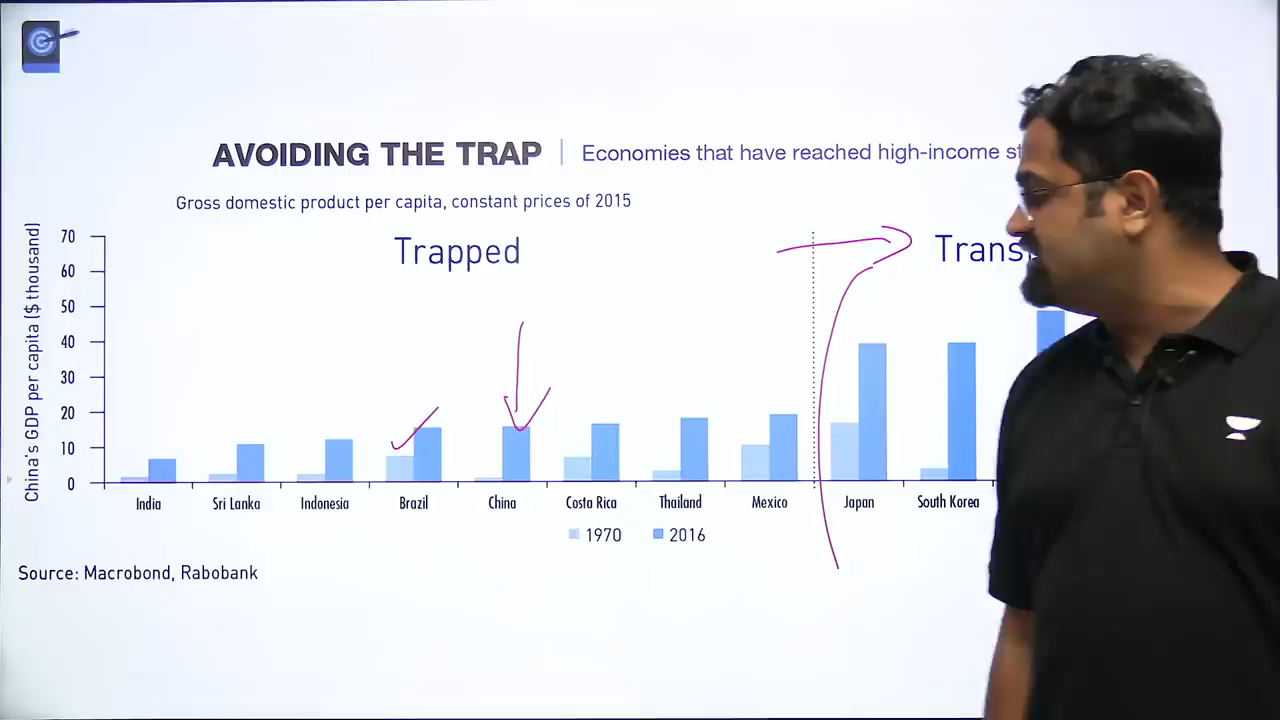 AVOIDING THE TRAP | Economies that have reached high-income
Gross domestic product per capita, constant prices of 2015
China's GDP per capita ($ thousand)
70
60
50
40
30
20
10
0
Trapped
India
Sri Lanka
Indonesia
Brazil
China
Costa Rica
Thailand
Mexico
Japan
South Korea
1970
2016
Source: Macrobond, Rabobank